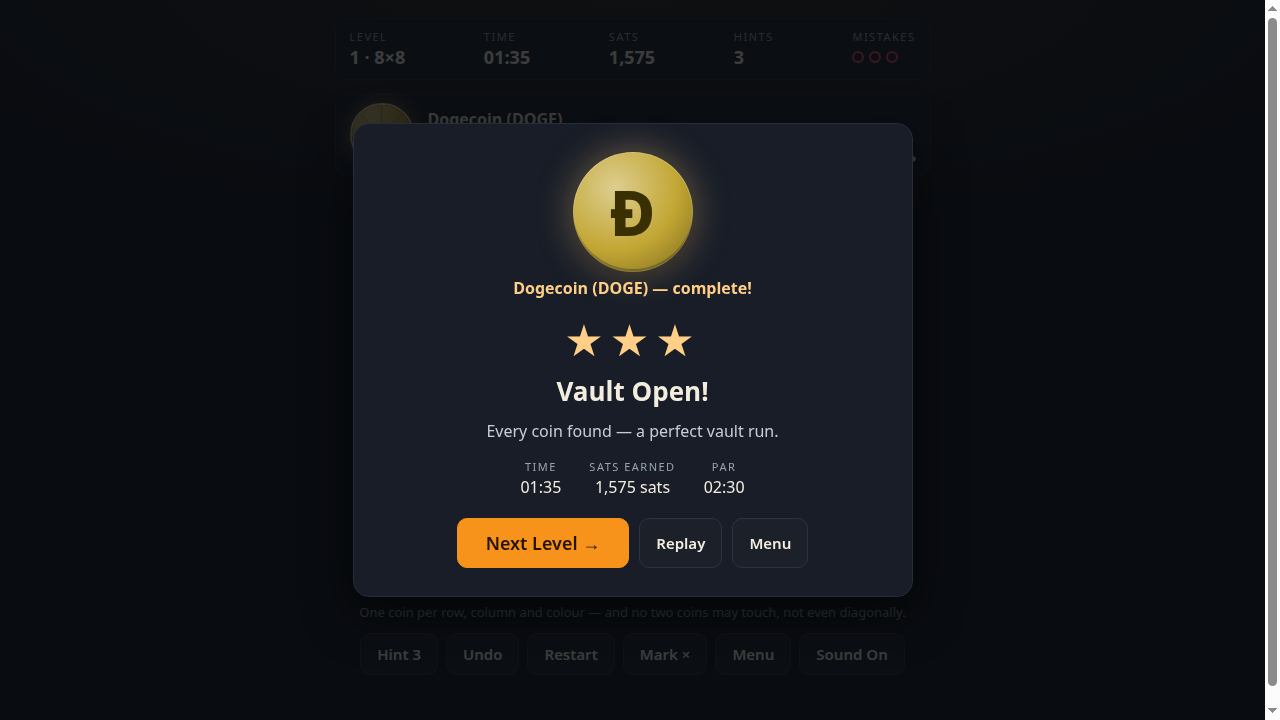 LEVEL TIME SATS HINTS MISTAKES
1 · 8×8 01:35 1,575 3
Dogecoin (DOGE)
Đ
Dogecoin (DOGE) — complete!
★ ★ ★
Vault Open!
Every coin found — a perfect vault run.
TIME SATS EARNED PAR
01:35 1,575 sats 02:30
Next Level → Replay Menu
One coin per row, column and colour — and no two coins may touch, not even diagonally.
Hint 3 Undo Restart Mark × Menu Sound On